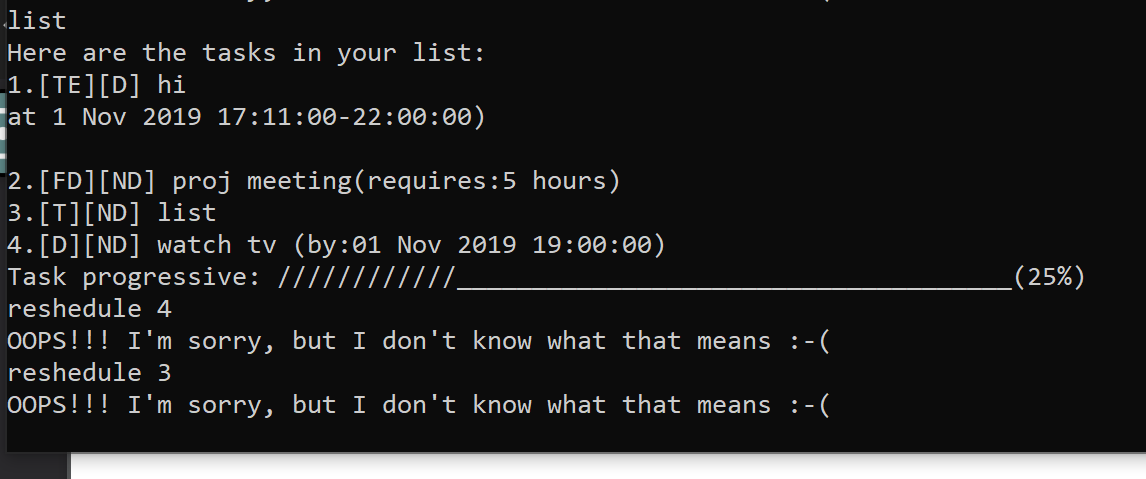 list
Here are the tasks in your list:
1.[TE][D] hi
at 1 Nov 2019 17:11:00-22:00:00)
2.[FD][ND] proj meeting(requires:5 hours)
3.[T][ND] list
4.[D][ND] watch tv (by:01 Nov 2019 19:00:00)
Task progressive: ////////////_____________________________________(25%)
reshedule 4
OOPS!!! I'm sorry, but I don't know what that means :-(
reshedule 3
OOPS!!! I'm sorry, but I don't know what that means :-(